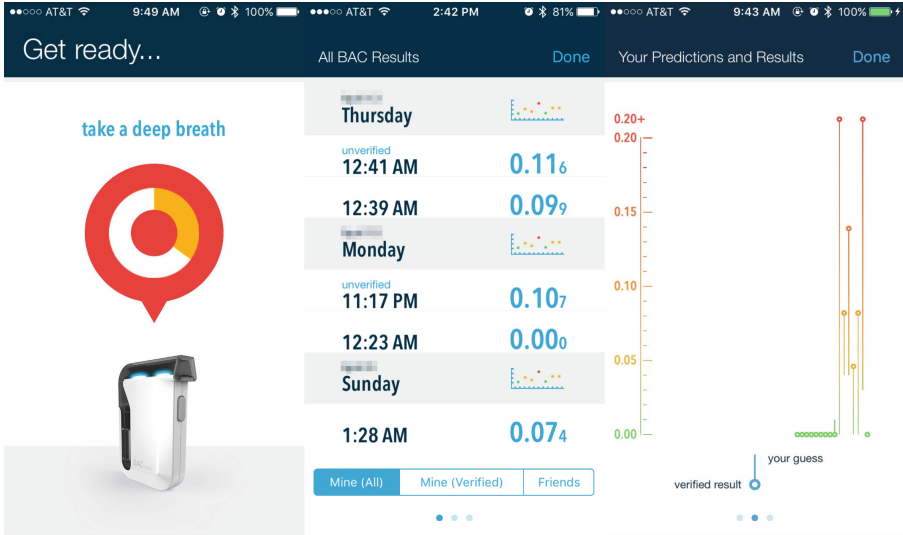 AT&T 9:49 AM 100%
Get ready...
take a deep breath
AT&T 2:42 PM 81%
All BAC Results Done
Thursday
unverified
12:41 AM 0.116
12:39 AM 0.099
Monday
unverified
11:17 PM 0.107
12:23 AM 0.000
Sunday
1:28 AM 0.074
Mine (All) Mine (Verified) Friends
AT&T 9:43 AM 100%
Your Predictions and Results Done
0.20+
0.20
0.15
0.10
0.05
0.00
your guess
verified result